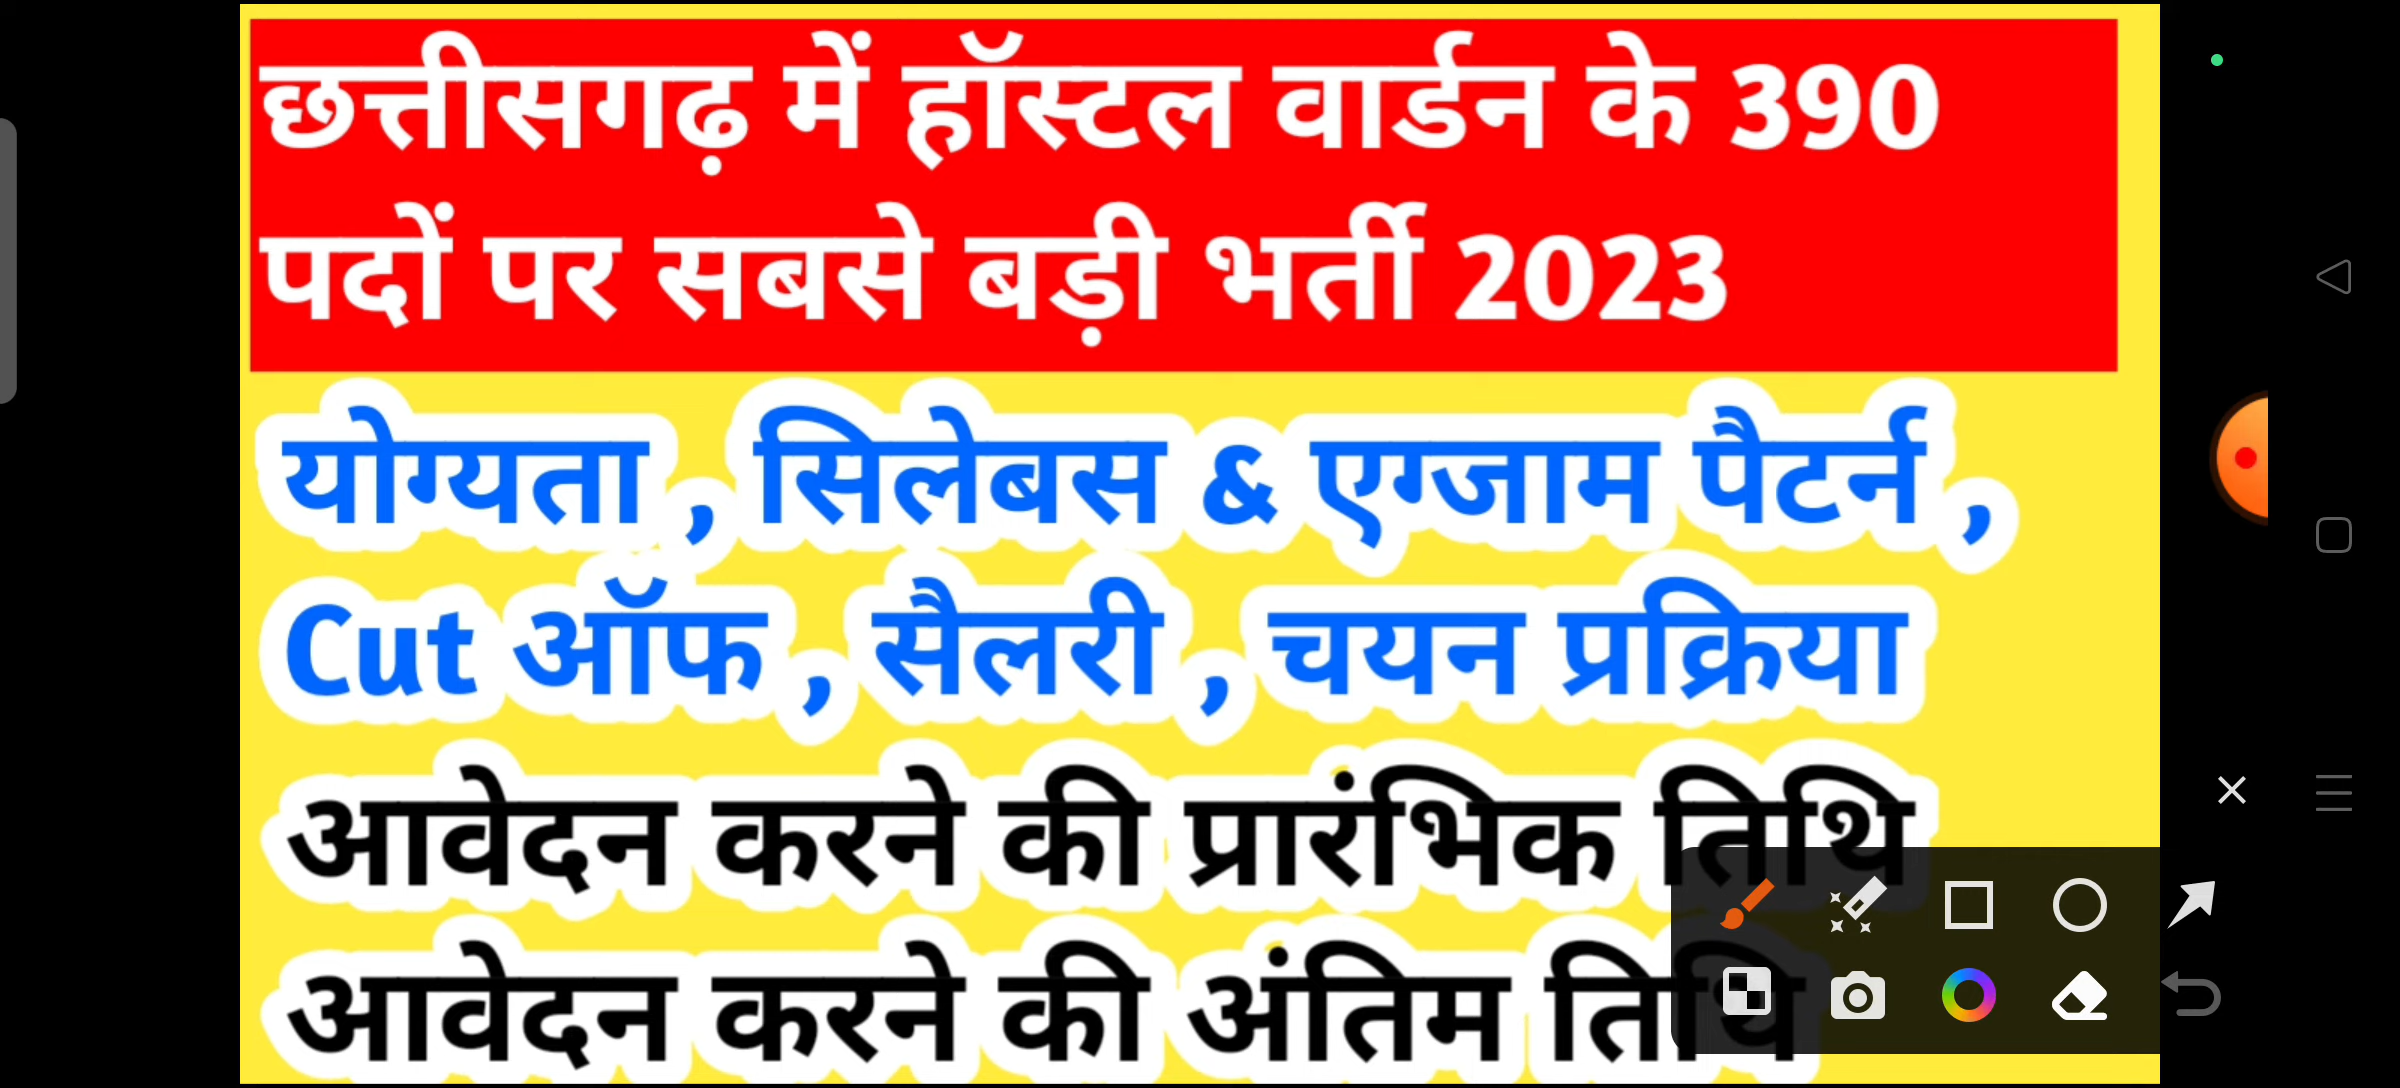 छत्तीसगढ़ में हॉस्टल वार्डन के 390
पदों पर सबसे बड़ी भर्ती 2023
योग्यता , सिलेबस & एग्जाम पैटर्न ,
Cut ऑफ , सैलरी , चयन प्रक्रिया
आवेदन करने की प्रारंभिक तिथि
आवेदन करने की अंतिम तिथि